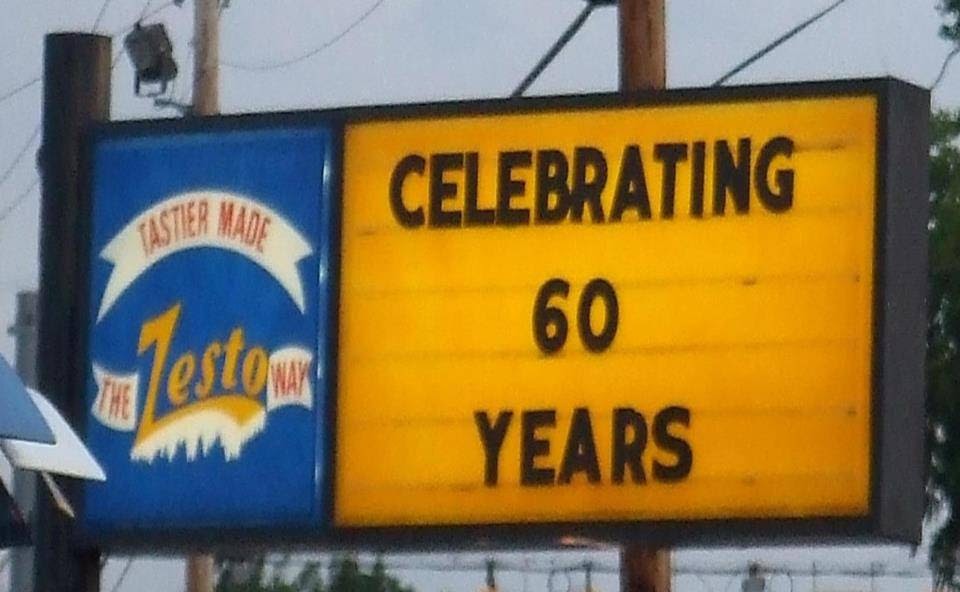 TASTIER MADE
THE Zesto WAY
CELEBRATING
60
YEARS